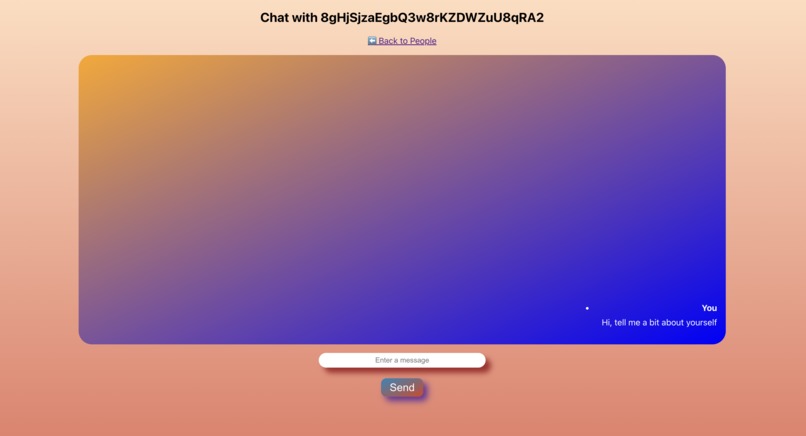 Chat with 8gHjSjzaEgbQ3w8rKZDWZuU8qRA2
⬅️ Back to People
You
Hi, tell me a bit about yourself
Enter a message
Send